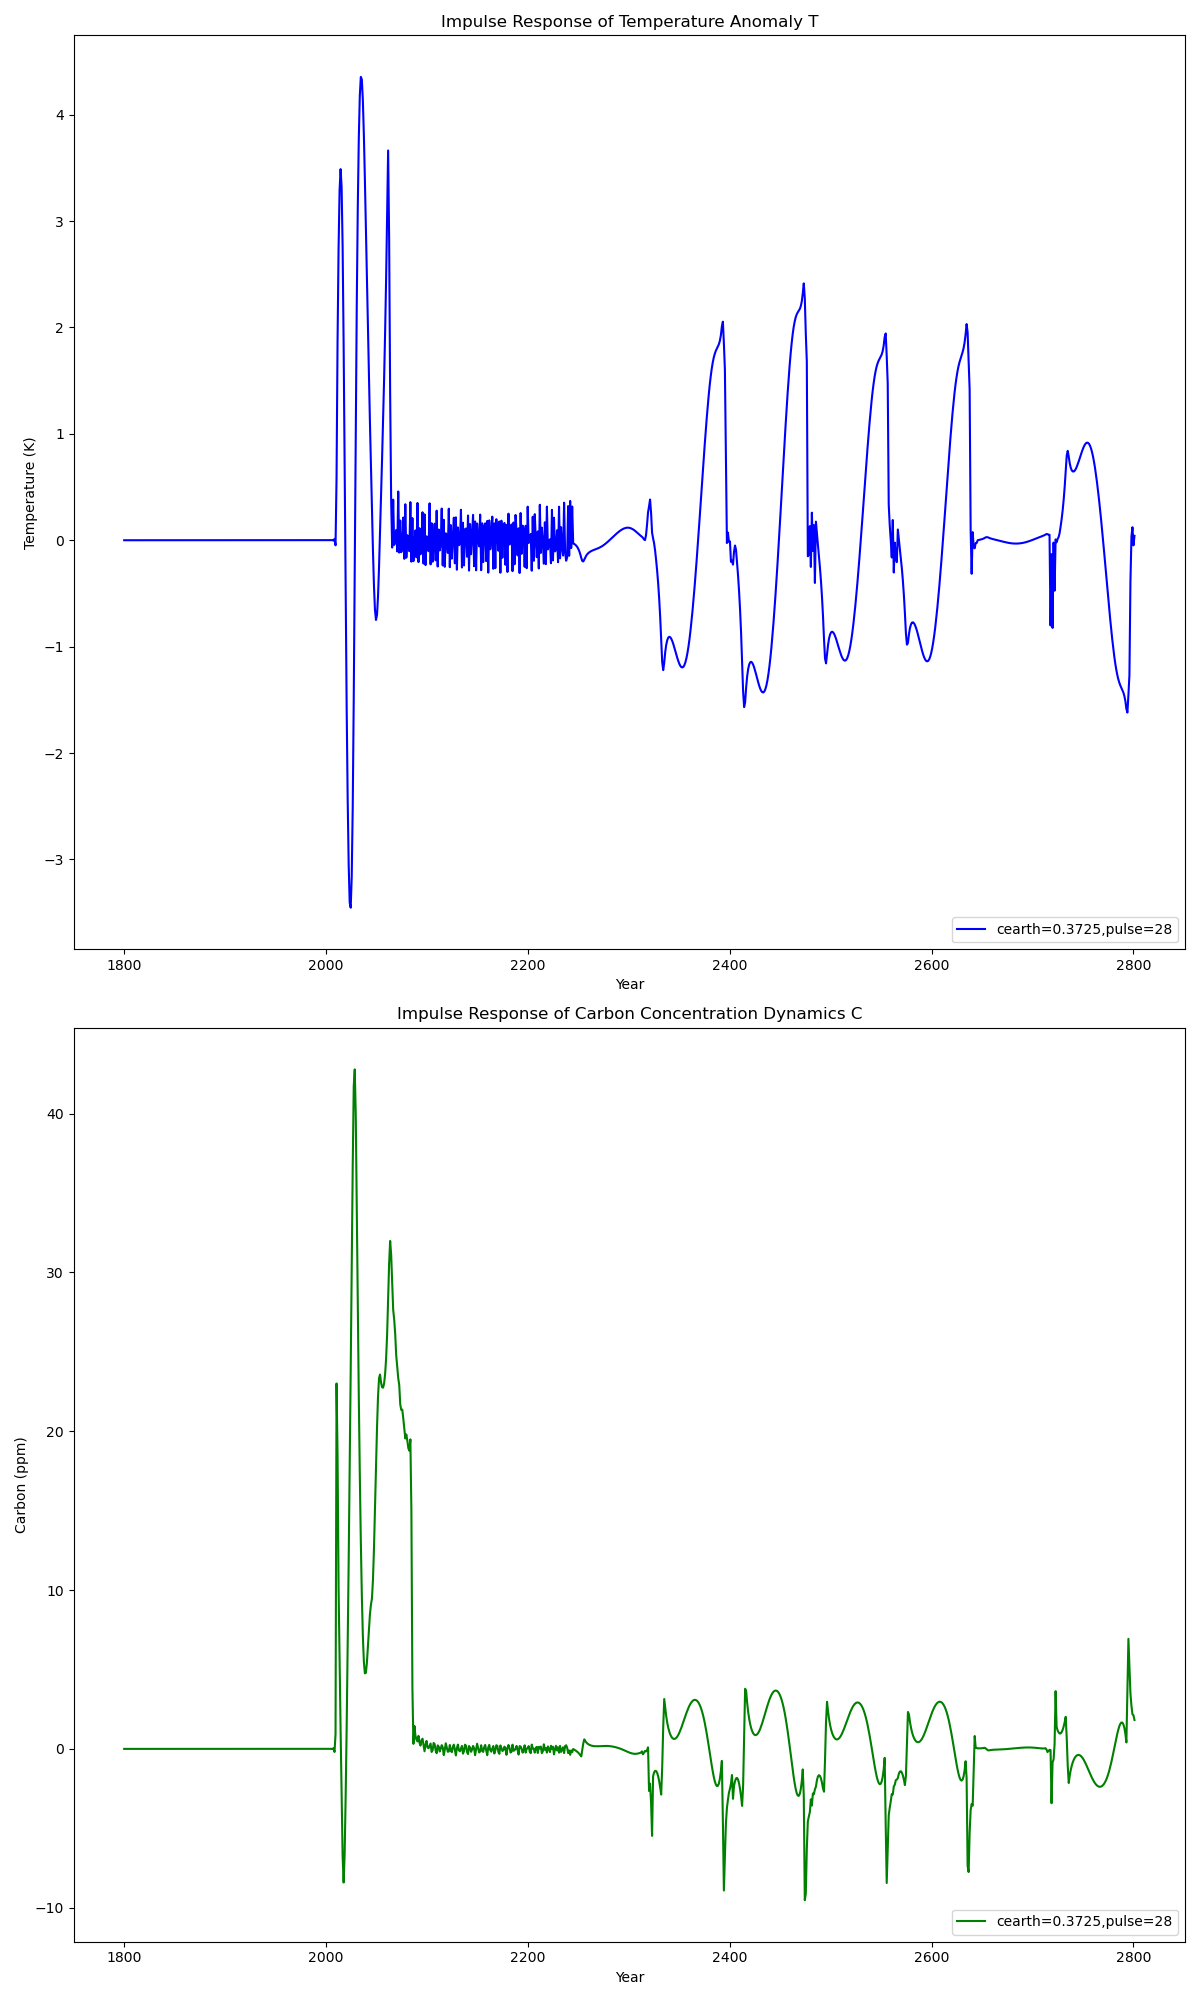 Impulse Response of Temperature Anomaly T
Temperature (K)
4
3
2
1
0
−1
−2
−3
1800 2000 2200 2400 2600 2800
Year
cearth=0.3725,pulse=28
Impulse Response of Carbon Concentration Dynamics C
Carbon (ppm)
40
30
20
10
0
−10
1800 2000 2200 2400 2600 2800
Year
cearth=0.3725,pulse=28